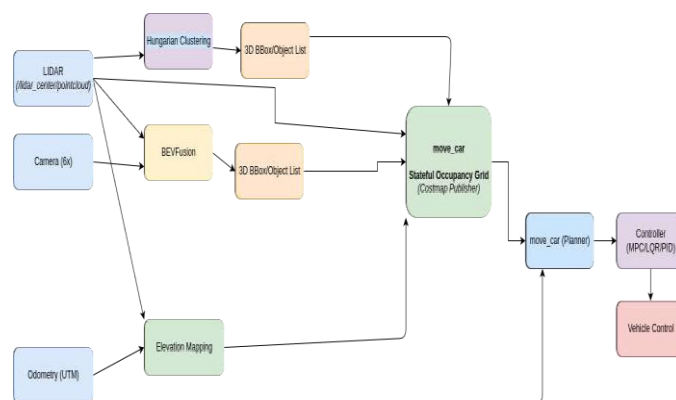 Hungarian Clustering
3D BBox/Object List
LIDAR
(/lidar_center/pointcloud)
Camera (6x)
BEVFusion
3D BBox/Object List
move_car
Stateful Occupancy Grid
(Costmap Publisher)
move_car (Planner)
Controller
(MPC/LQR/PID)
Vehicle Control
Elevation Mapping
Odometry (UTM)